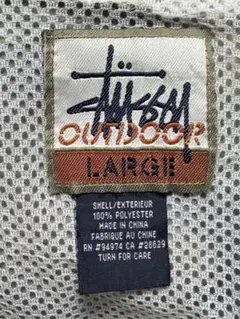 Stüssy
OUTDOOR
LARGE
SHELL/EXTERIEUR
100% POLYESTER
MADE IN CHINA
FABRIQUE AU CHINE
RN #94974 CA #28629
TURN FOR CARE